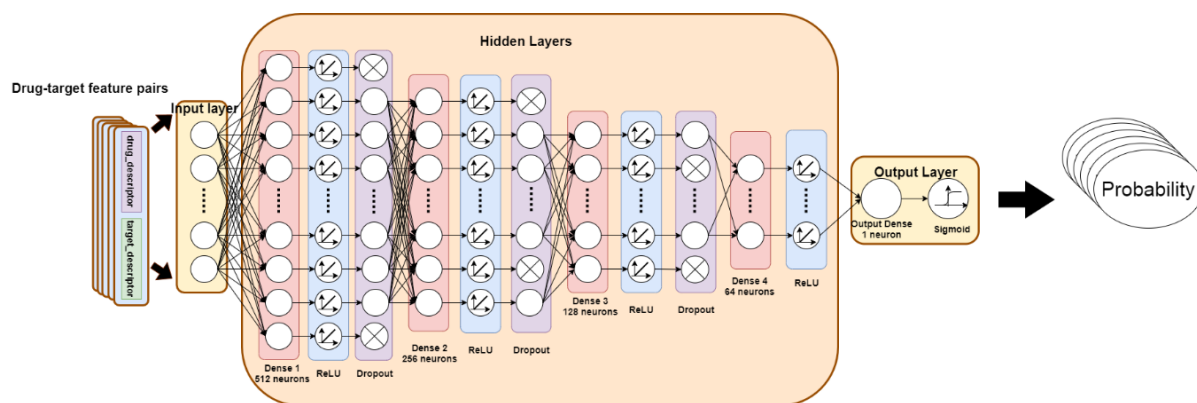 Hidden Layers
Drug-target feature pairs
drug_descriptor
target_descriptor
Input layer
Dense 1
512 neurons
ReLU
Dropout
Dense 2
256 neurons
ReLU
Dropout
Dense 3
128 neurons
ReLU
Dropout
Dense 4
64 neurons
ReLU
Output Layer
Output Dense
1 neuron
Sigmoid
Probability